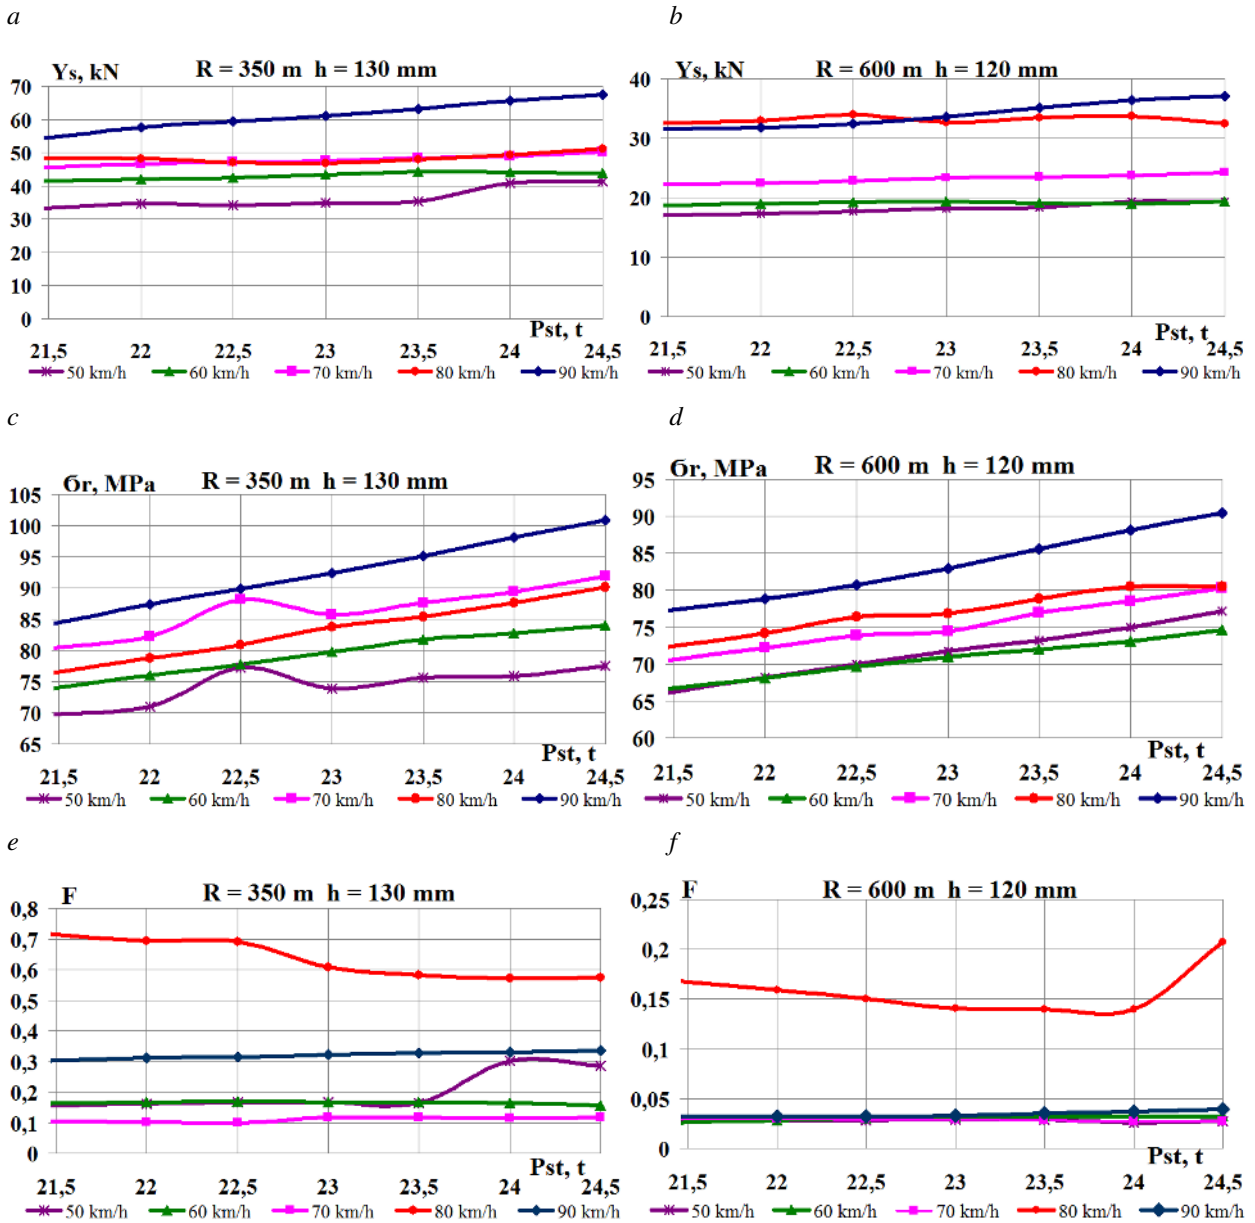 a
b
Ys, kN R = 350 m h = 130 mm
70
60
50
40
30
20
10
0
Pst, t
21,5 22 22,5 23 23,5 24 24,5
50 km/h 60 km/h 70 km/h 80 km/h 90 km/h
Ys, kN R = 600 m h = 120 mm
40
30
20
10
0
Pst, t
21,5 22 22,5 23 23,5 24 24,5
50 km/h 60 km/h 70 km/h 80 km/h 90 km/h
c
d
Ϭr, MPa R = 350 m h = 130 mm
105
100
95
90
85
80
75
70
65
Pst, t
21,5 22 22,5 23 23,5 24 24,5
50 km/h 60 km/h 70 km/h 80 km/h 90 km/h
Ϭr, MPa R = 600 m h = 120 mm
95
90
85
80
75
70
65
60
Pst, t
21,5 22 22,5 23 23,5 24 24,5
50 km/h 60 km/h 70 km/h 80 km/h 90 km/h
e
f
F R = 350 m h = 130 mm
0,8
0,7
0,6
0,5
0,4
0,3
0,2
0,1
0
Pst, t
21,5 22 22,5 23 23,5 24 24,5
50 km/h 60 km/h 70 km/h 80 km/h 90 km/h
F R = 600 m h = 120 mm
0,25
0,2
0,15
0,1
0,05
0
Pst, t
21,5 22 22,5 23 23,5 24 24,5
50 km/h 60 km/h 70 km/h 80 km/h 90 km/h